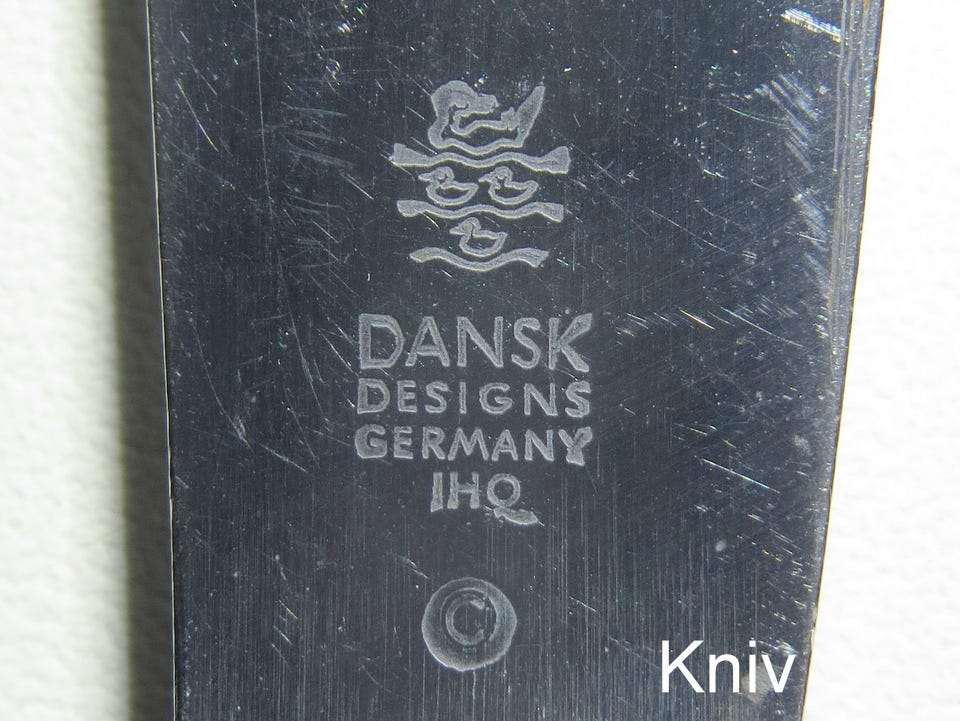 DANSK
DESIGNS
GERMANY
IHQ
©
Kniv